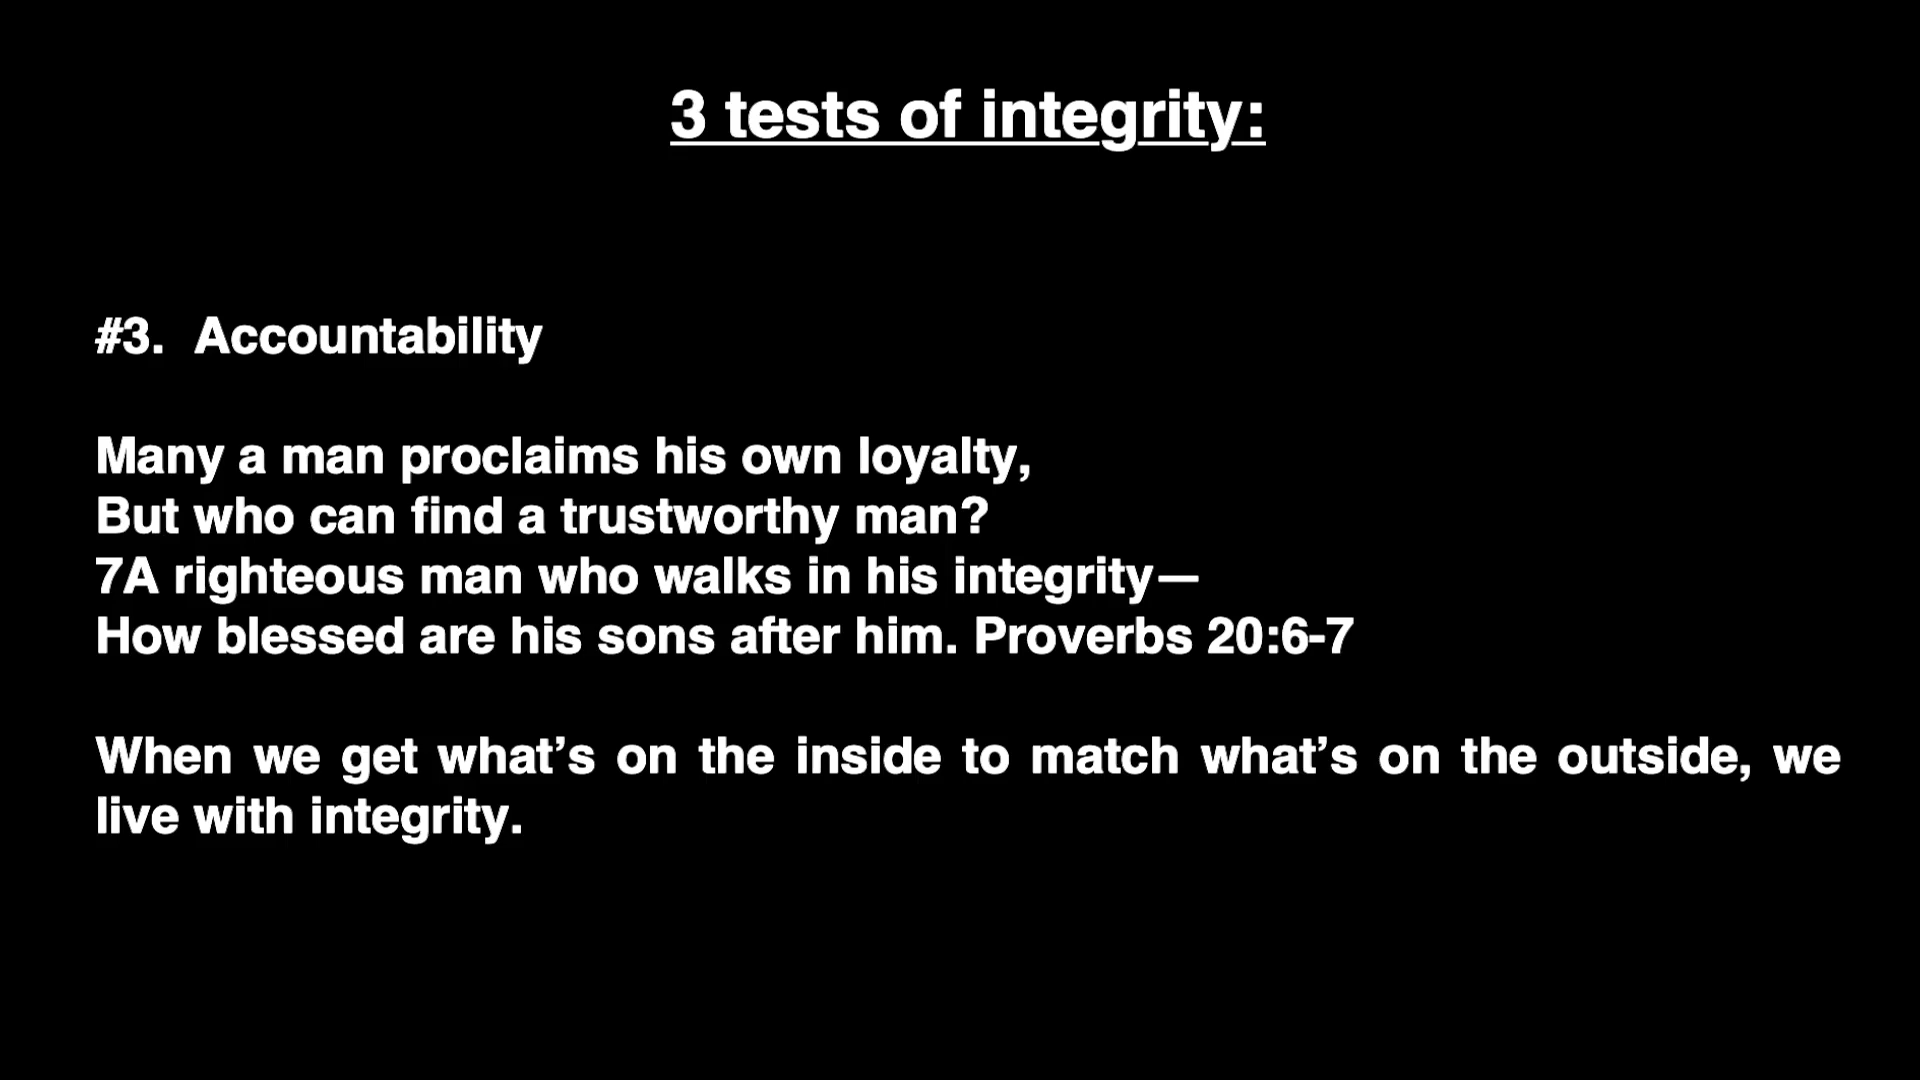 3 tests of integrity:
#3. Accountability
Many a man proclaims his own loyalty,
But who can find a trustworthy man?
7A righteous man who walks in his integrity—
How blessed are his sons after him. Proverbs 20:6-7
When we get what’s on the inside to match what’s on the outside, we
live with integrity.